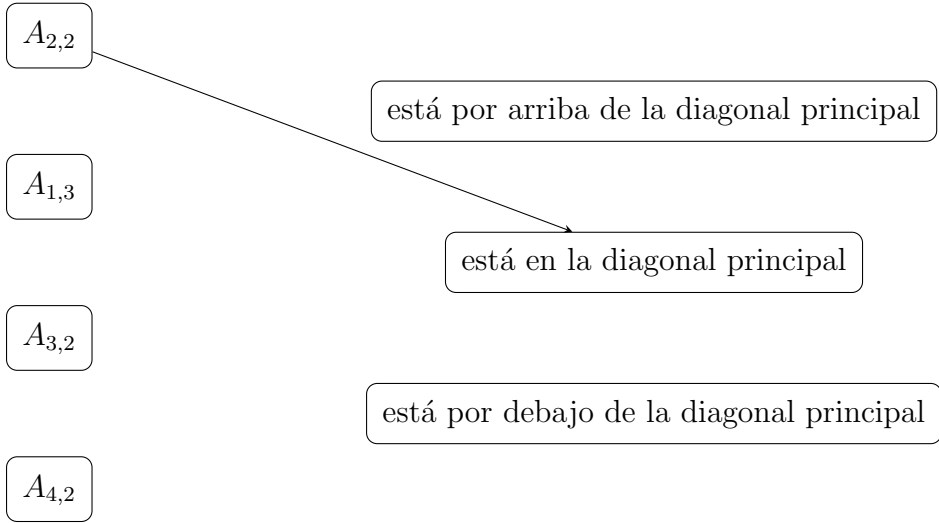 A_{2,2}
está por arriba de la diagonal principal
A_{1,3}
está en la diagonal principal
A_{3,2}
está por debajo de la diagonal principal
A_{4,2}